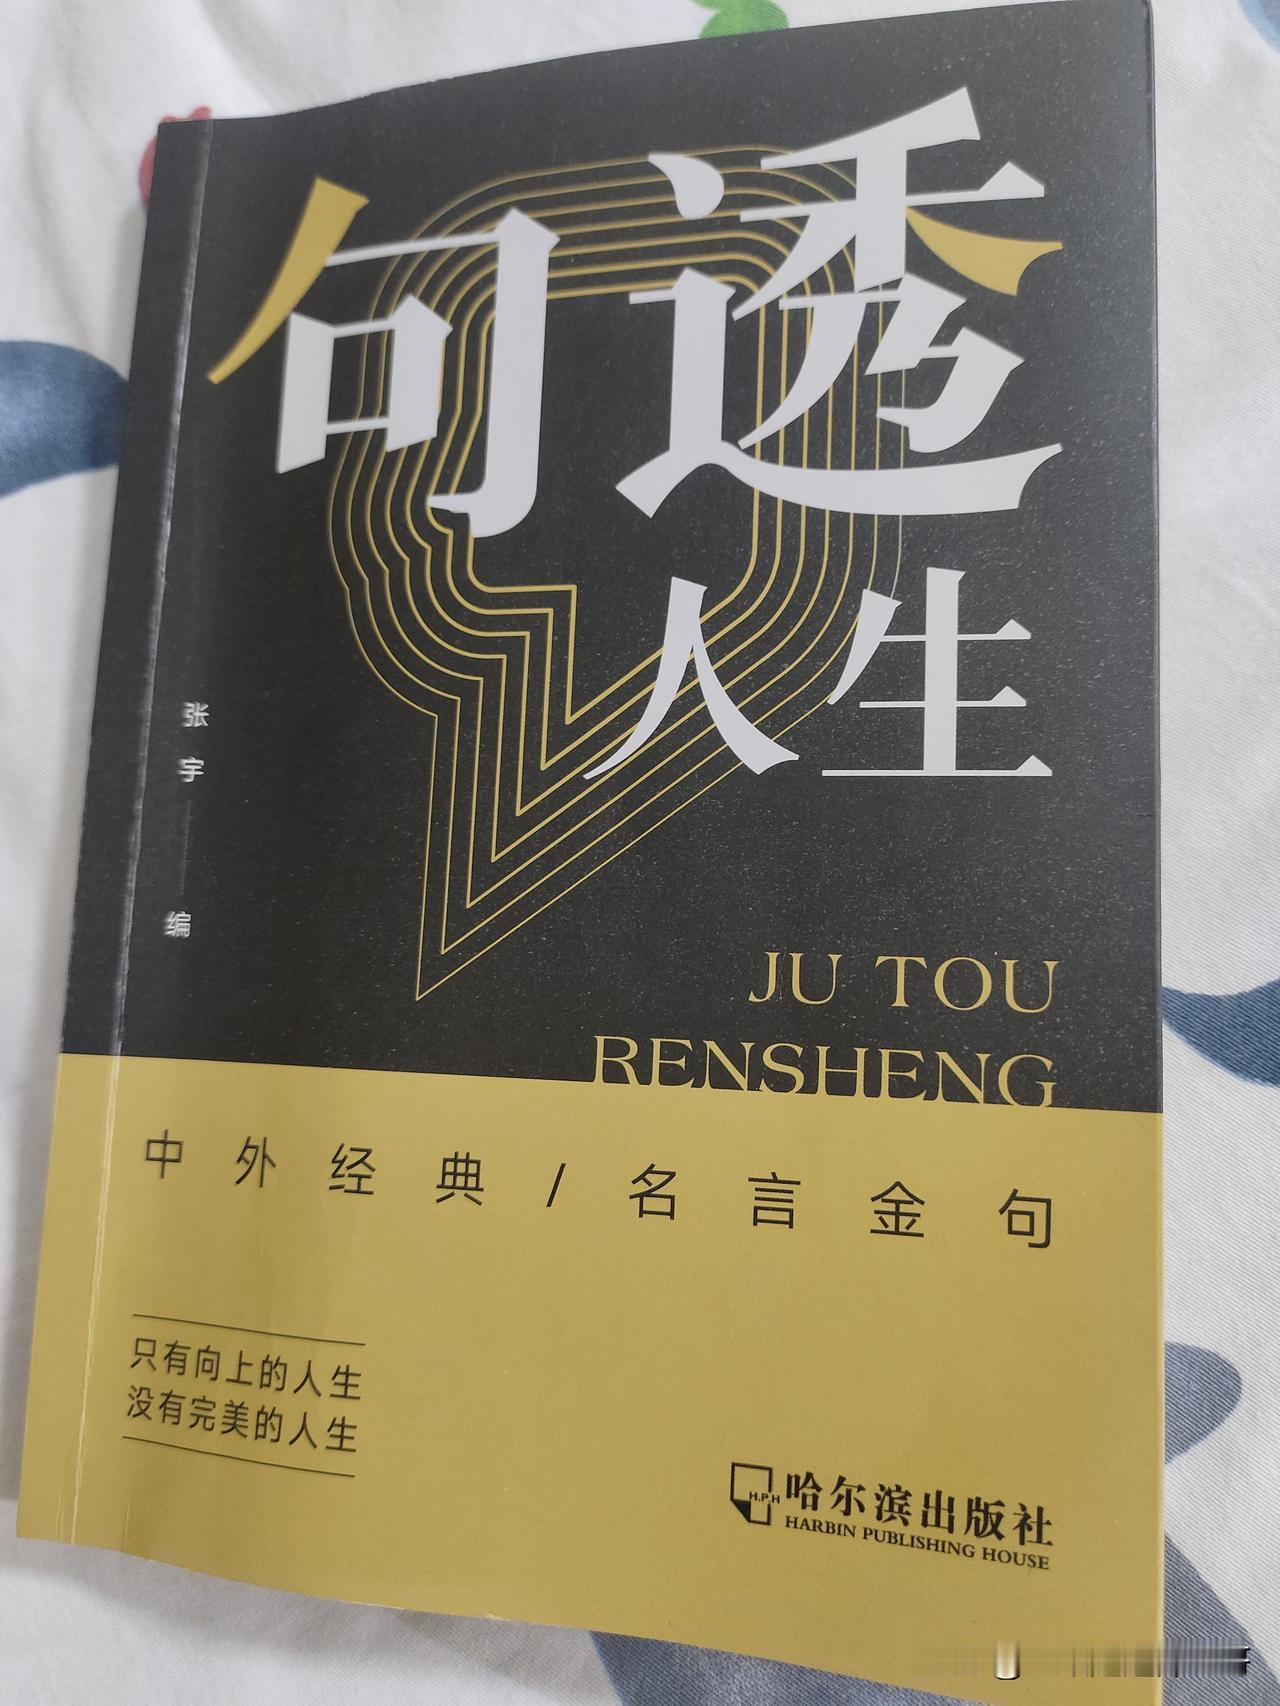 句透
人生
张宇 编
JU TOU
RENSHENG
中外经典/名言金句
只有向上的人生
没有完美的人生
H.P.H
哈尔滨出版社
HARBIN PUBLISHING HOUSE